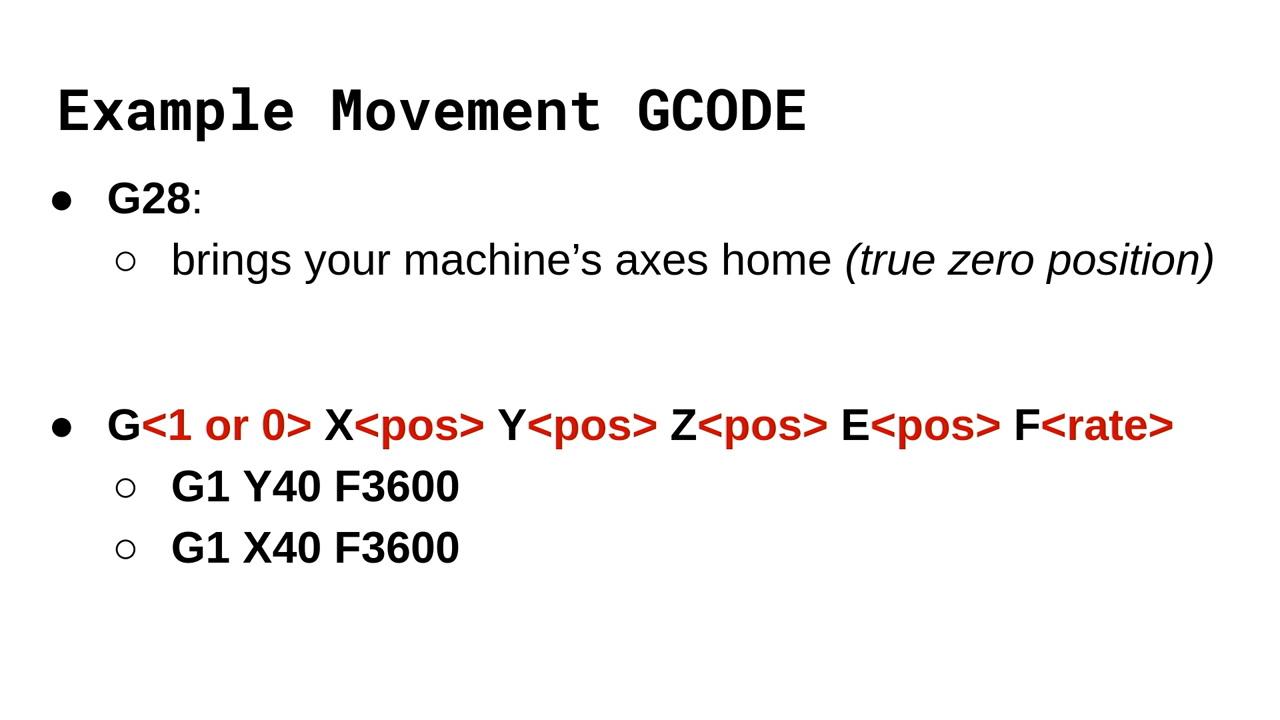 Example Movement GCODE
● G28:
○ brings your machine’s axes home (true zero position)
● G<1 or 0> X<pos> Y<pos> Z<pos> E<pos> F<rate>
○ G1 Y40 F3600
○ G1 X40 F3600